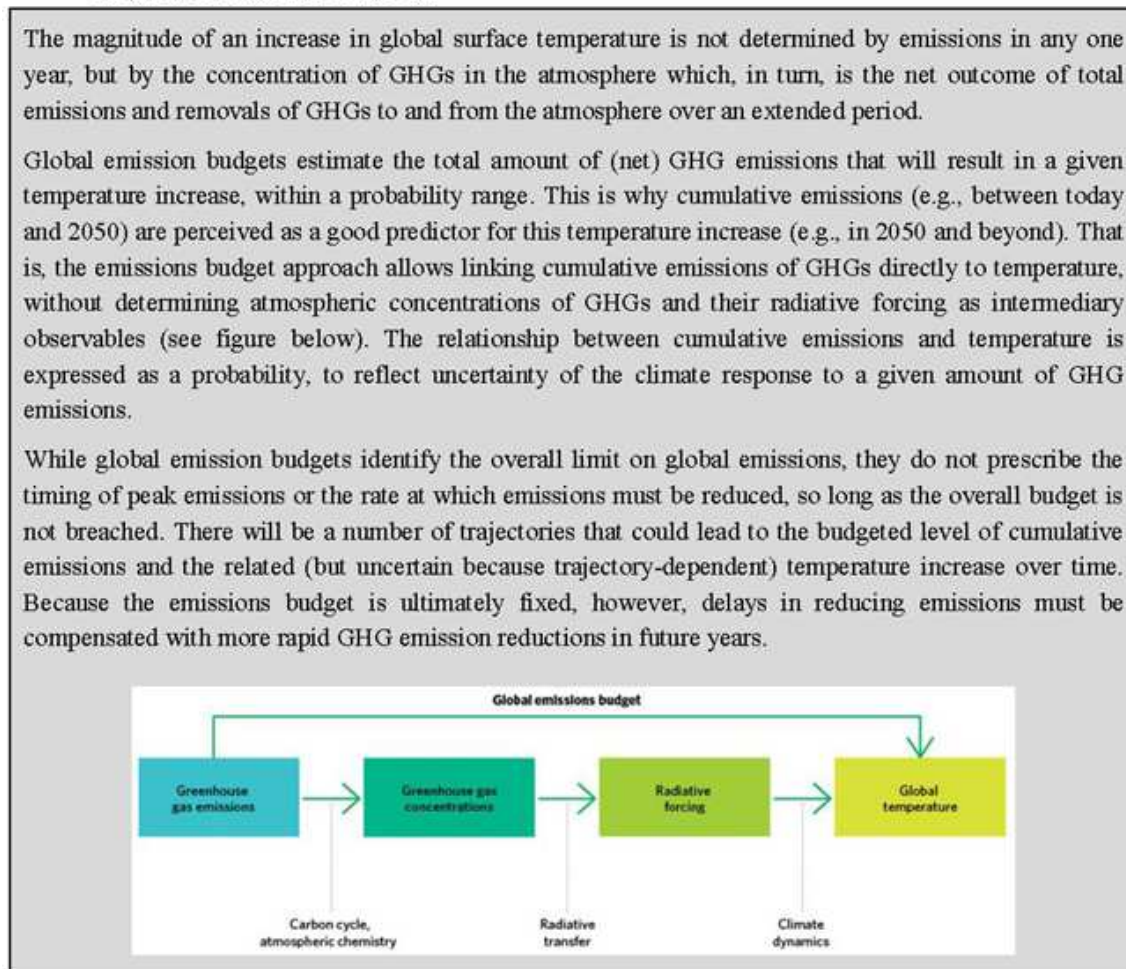 The magnitude of an increase in global surface temperature is not determined by emissions in any one
year, but by the concentration of GHGs in the atmosphere which, in turn, is the net outcome of total
emissions and removals of GHGs to and from the atmosphere over an extended period.
Global emission budgets estimate the total amount of (net) GHG emissions that will result in a given
temperature increase, within a probability range. This is why cumulative emissions (e.g., between today
and 2050) are perceived as a good predictor for this temperature increase (e.g., in 2050 and beyond). That
is, the emissions budget approach allows linking cumulative emissions of GHGs directly to temperature,
without determining atmospheric concentrations of GHGs and their radiative forcing as intermediary
observables (see figure below). The relationship between cumulative emissions and temperature is
expressed as a probability, to reflect uncertainty of the climate response to a given amount of GHG
emissions.
While global emission budgets identify the overall limit on global emissions, they do not prescribe the
timing of peak emissions or the rate at which emissions must be reduced, so long as the overall budget is
not breached. There will be a number of trajectories that could lead to the budgeted level of cumulative
emissions and the related (but uncertain because trajectory-dependent) temperature increase over time.
Because the emissions budget is ultimately fixed, however, delays in reducing emissions must be
compensated with more rapid GHG emission reductions in future years.
Global emissions budget
Greenhouse
gas emissions
Greenhouse gas
concentrations
Radiative
forcing
Global
temperature
Carbon cycle,
atmospheric chemistry
Radiative
transfer
Climate
dynamics